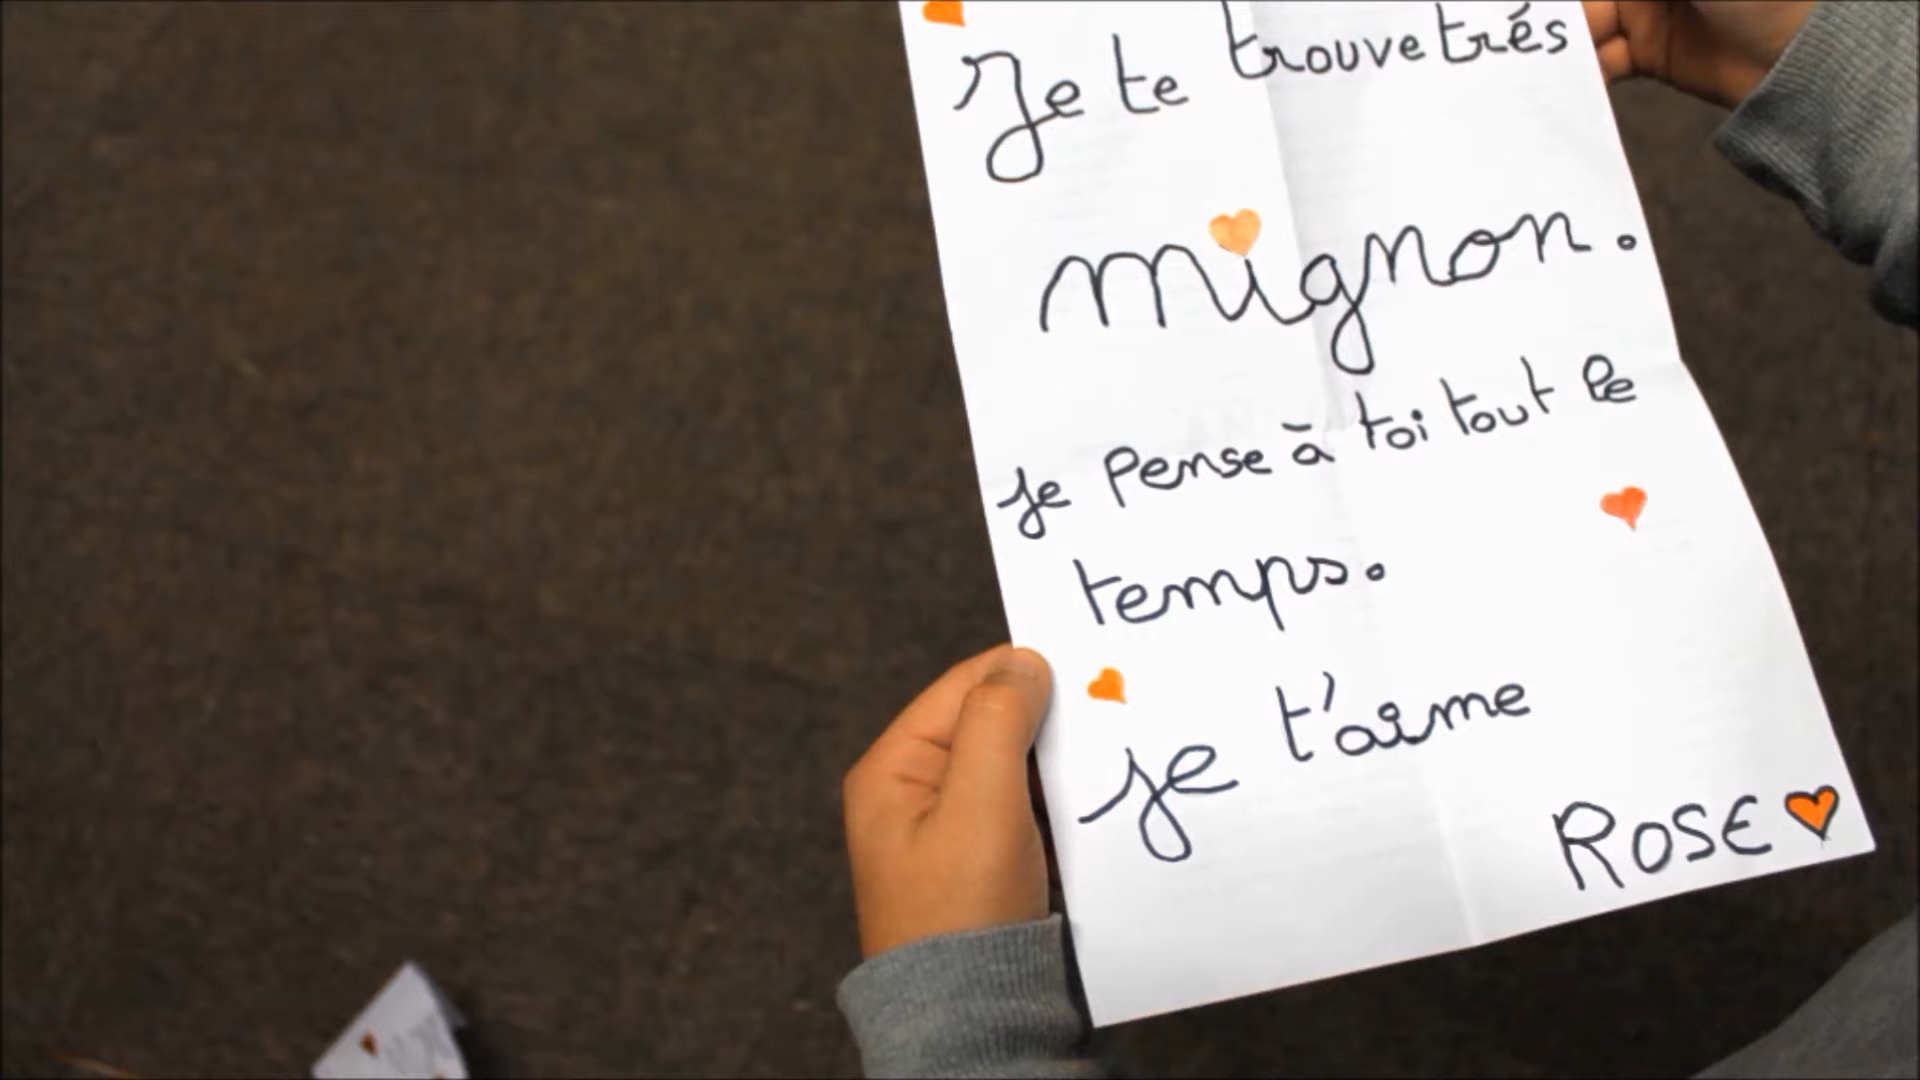 Je te trouve trés
mignon.
Je pense à toi tout le
temps.
je t'aime
ROSE